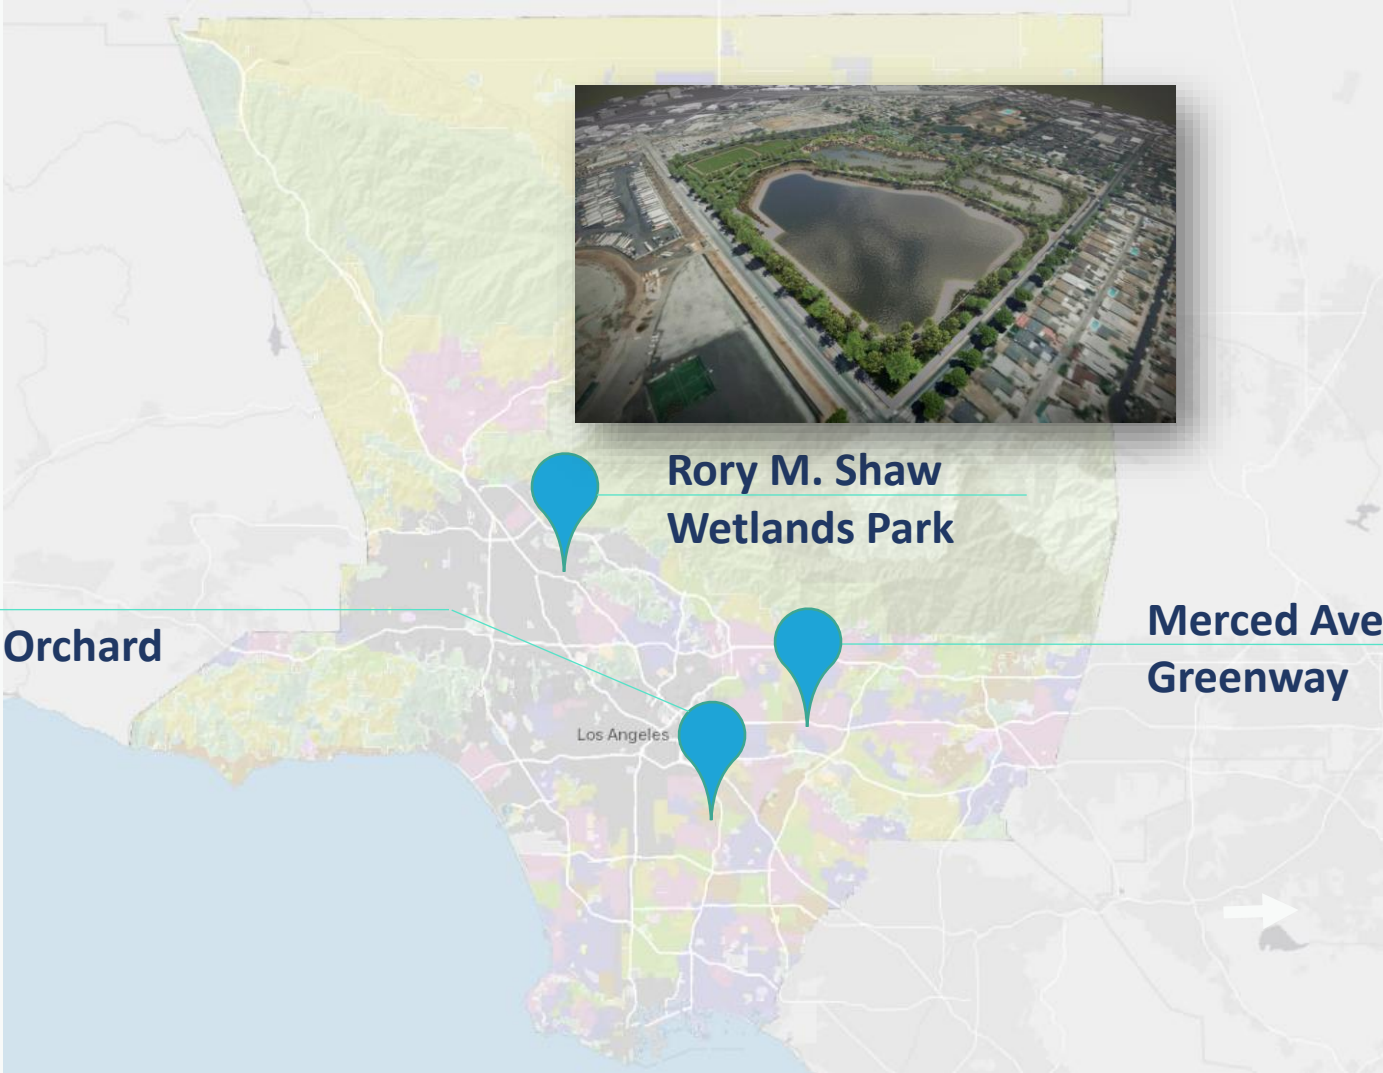 Rory M. Shaw
Wetlands Park
Orchard
Merced Ave
Greenway
Los Angeles